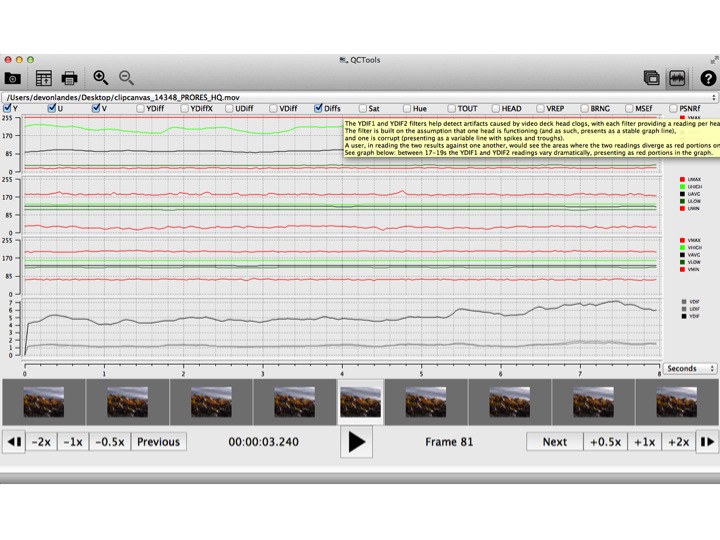 QCTools
/Users/devonlandes/Desktop/clipcanvas_14348_PRORES_HQ.mov
Y U V YDiff YDiffX UDiff VDiff Diffs Sat Hue TOUT HEAD VREP BRNG MSEf PSNRf
The YDIF1 and YDIF2 filters help detect artifacts caused by video deck head clogs, with each filter providing a reading per hea
The filter is built on the assumption that one head is functioning (and as such, presents as a stable graph line),
and one is corrupt (presenting as a variable line with spikes and troughs).
A user, in reading the two results against one another, would see the areas where the two readings diverge as red portions on
See graph below: between 17-19s the YDIF1 and YDIF2 readings vary dramatically, presenting as red portions in the graph.
255
170
85
0
255
170
85
0
UMAX
UHIGH
UAVG
ULOW
UMIN
255
170
85
0
VMAX
VHIGH
VAVG
VLOW
VMIN
7
6
5
4
3
2
1
0
VDIF
UDIF
YDIF
0 1 2 3 4 5 6 7 8
Seconds
-2x -1x -0.5x Previous 00:00:03.240 Frame 81 Next +0.5x +1x +2x